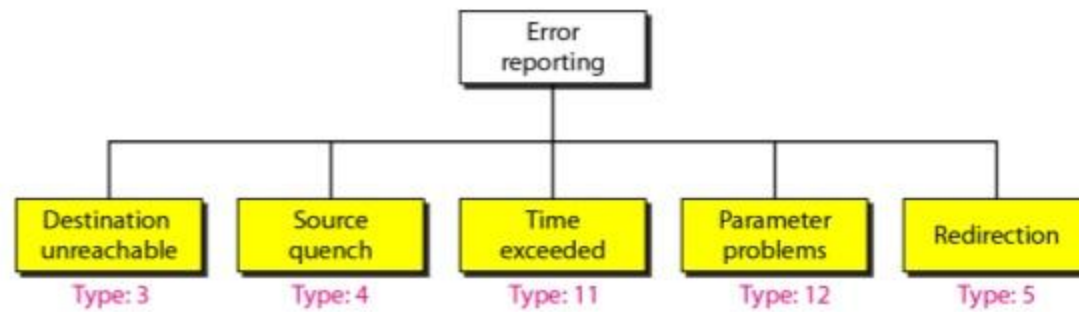 Error
reporting
Destination
unreachable
Source
quench
Time
exceeded
Parameter
problems
Redirection
Type: 3
Type: 4
Type: 11
Type: 12
Type: 5